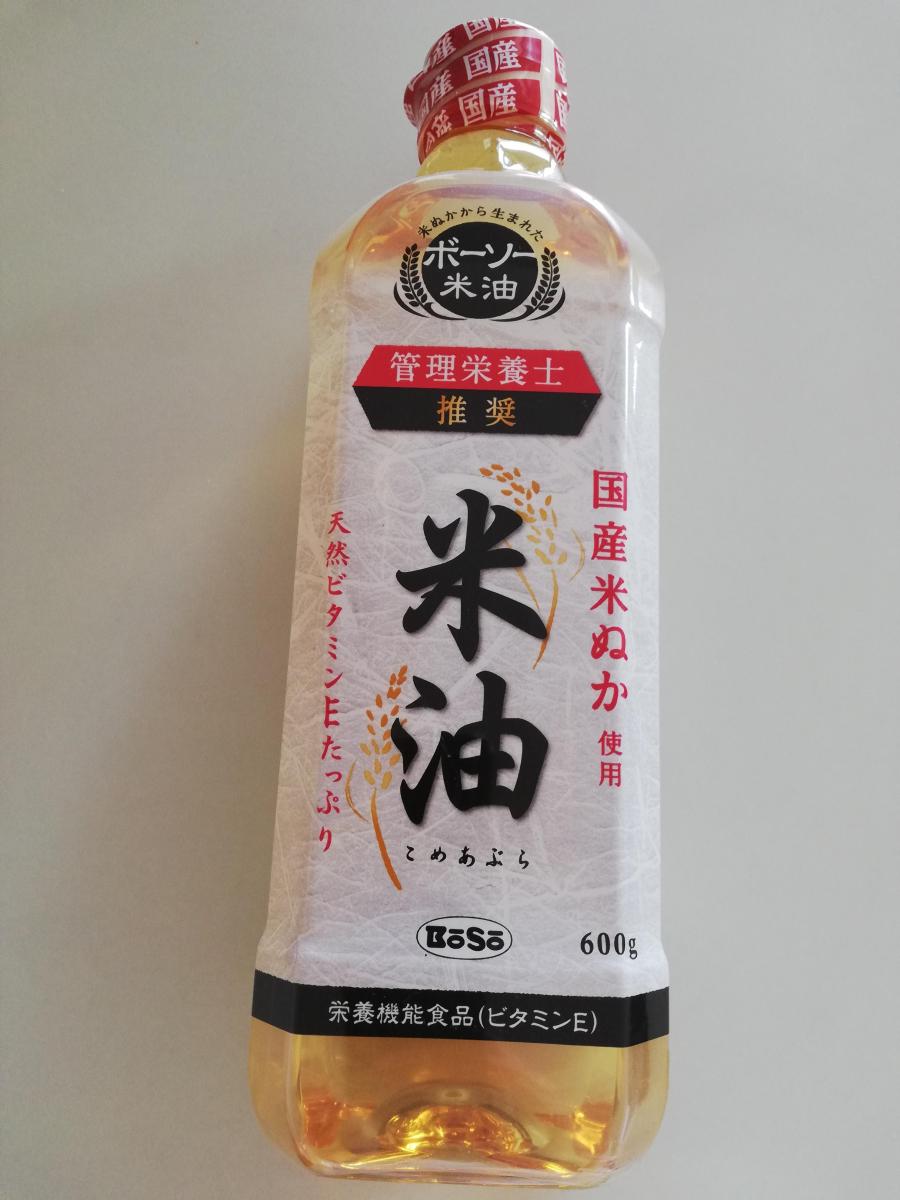 国産
国産
国産
米ぬかから生まれた
ボーソー
米油
管理栄養士
推奨
国産米ぬか使用
米油
こめあぶら
天然ビタミンEたっぷり
BōSō
600g
栄養機能食品(ビタミンE)